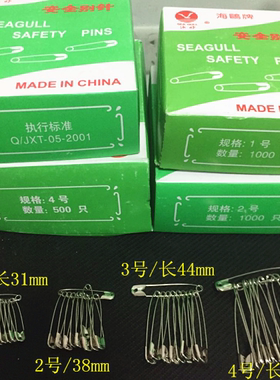 安全别针
SEAGULL
SAFETY PINS
MADE IN CHINA
执行标准
Q/JXT-05-2001
海鸥牌
SEAGULL
SAFETY PINS
MADE IN
规格：1号
数量：1000
规格：4号
数量：500 只
规格：2号
数量：1000 只
长31mm
2号/38mm
3号/长44mm
4号/长